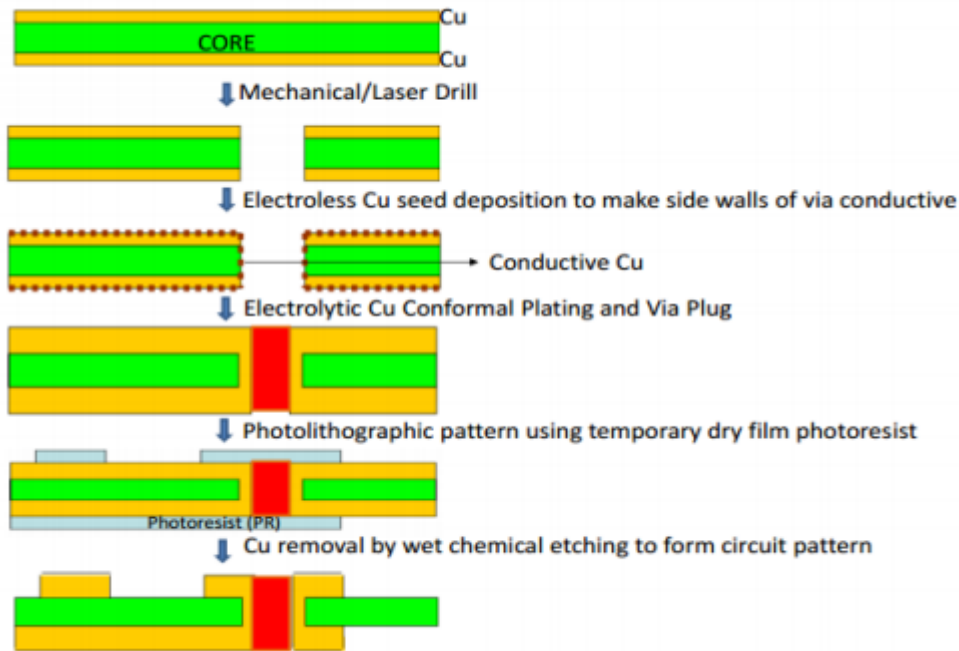 Cu
CORE
Cu
Mechanical/Laser Drill
Electroless Cu seed deposition to make side walls of via conductive
Conductive Cu
Electrolytic Cu Conformal Plating and Via Plug
Photolithographic pattern using temporary dry film photoresist
Photoresist (PR)
Cu removal by wet chemical etching to form circuit pattern